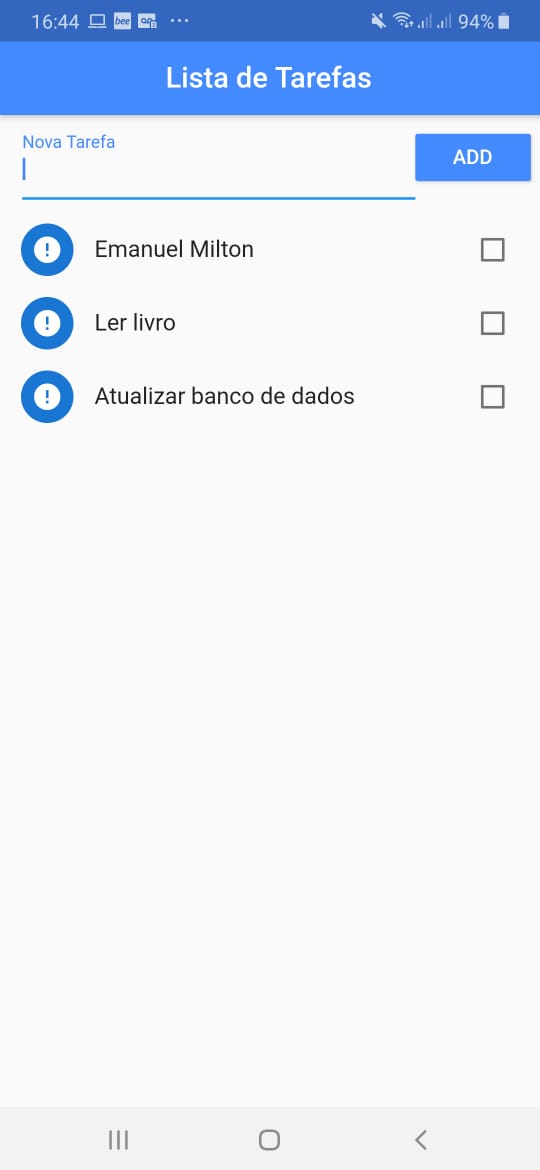 16:44 bee 94%
Lista de Tarefas
Nova Tarefa
ADD
Emanuel Milton
Ler livro
Atualizar banco de dados